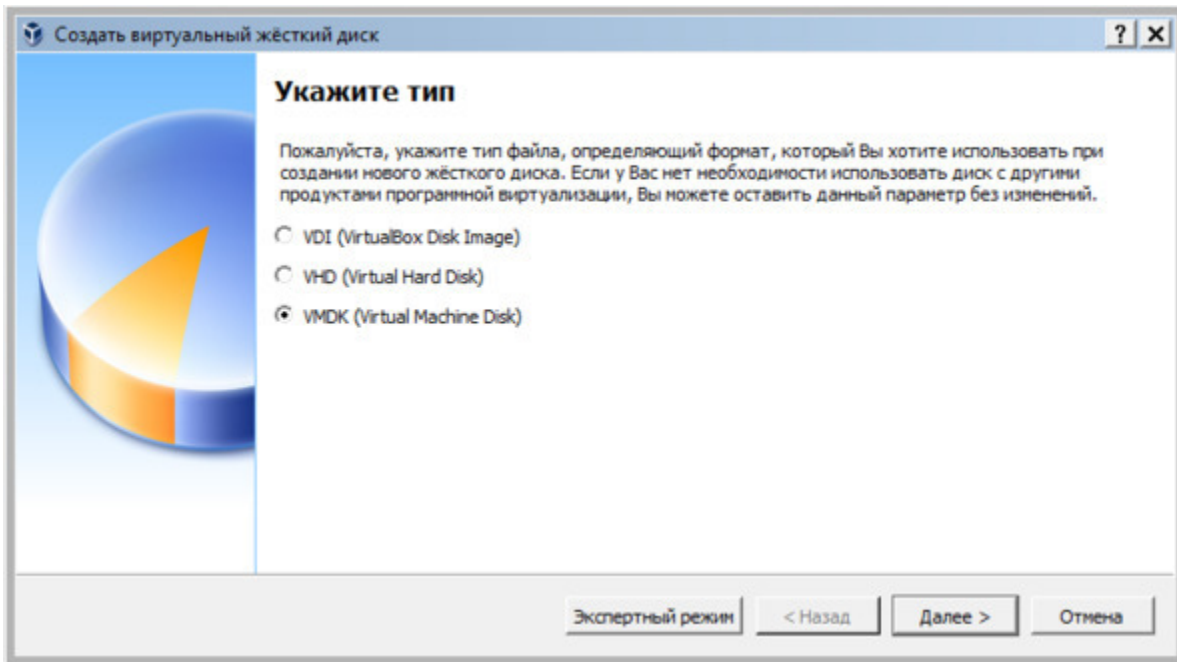 Создать виртуальный жёсткий диск
Укажите тип
Пожалуйста, укажите тип файла, определяющий формат, который Вы хотите использовать при
создании нового жёсткого диска. Если у Вас нет необходимости использовать диск с другими
продуктами программной виртуализации, Вы можете оставить данный параметр без изменений.
VDI (VirtualBox Disk Image)
VHD (Virtual Hard Disk)
VMDK (Virtual Machine Disk)
Экспертный режим < Назад Далее > Отмена